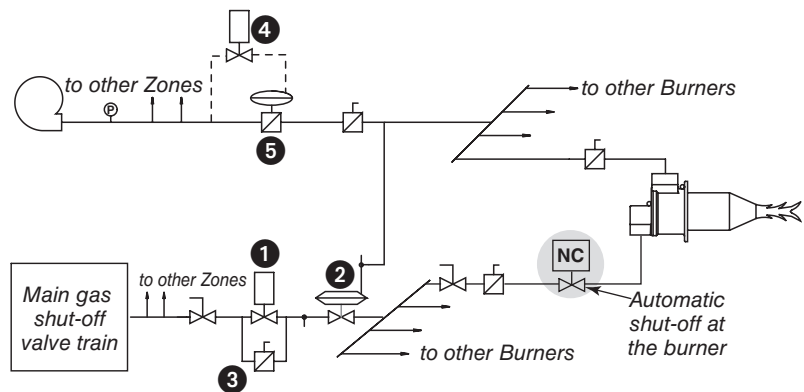 4
to other Zones
P
to other Burners
5
1
2
NC
to other Zones
Main gas
shut-off
valve train
Automatic
shut-off at
the burner
to other Burners
3